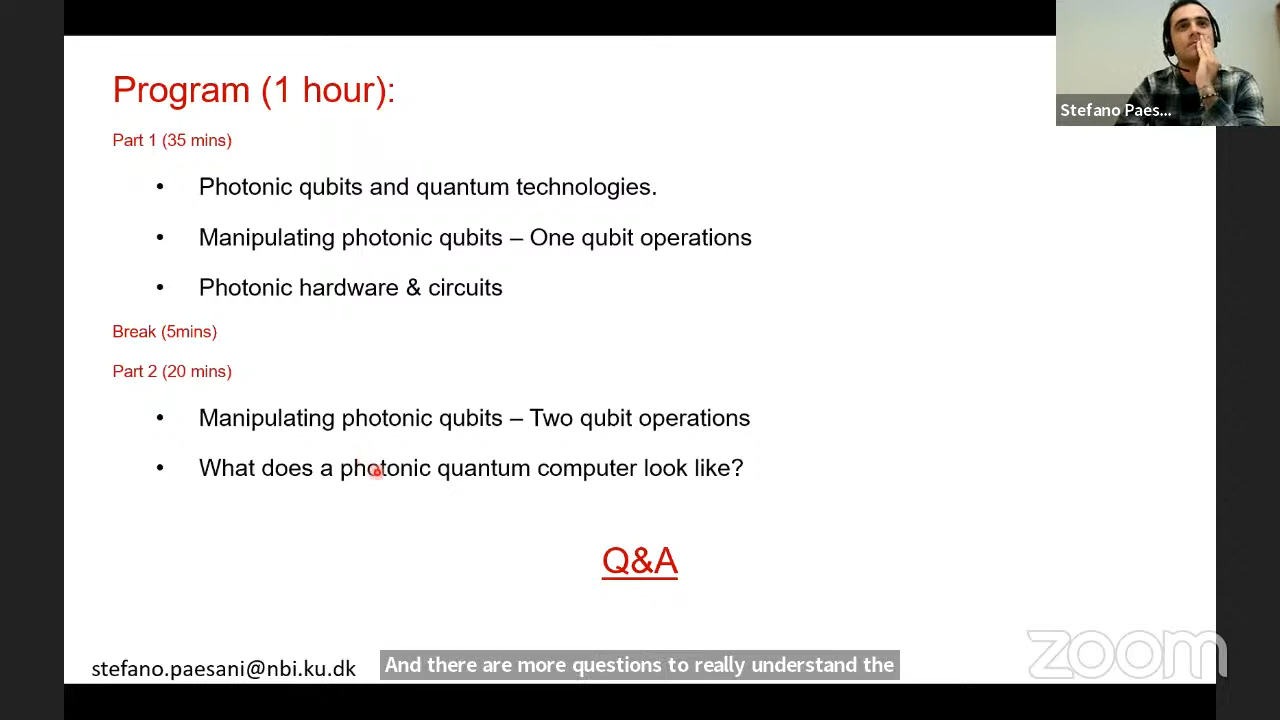 Program (1 hour):
Stefano Paes...
Part 1 (35 mins)
• Photonic qubits and quantum technologies.
• Manipulating photonic qubits – One qubit operations
• Photonic hardware & circuits
Break (5mins)
Part 2 (20 mins)
• Manipulating photonic qubits – Two qubit operations
• What does a photonic quantum computer look like?
Q&A
stefano.paesani@nbi.ku.dk
And there are more questions to really understand the
zoom